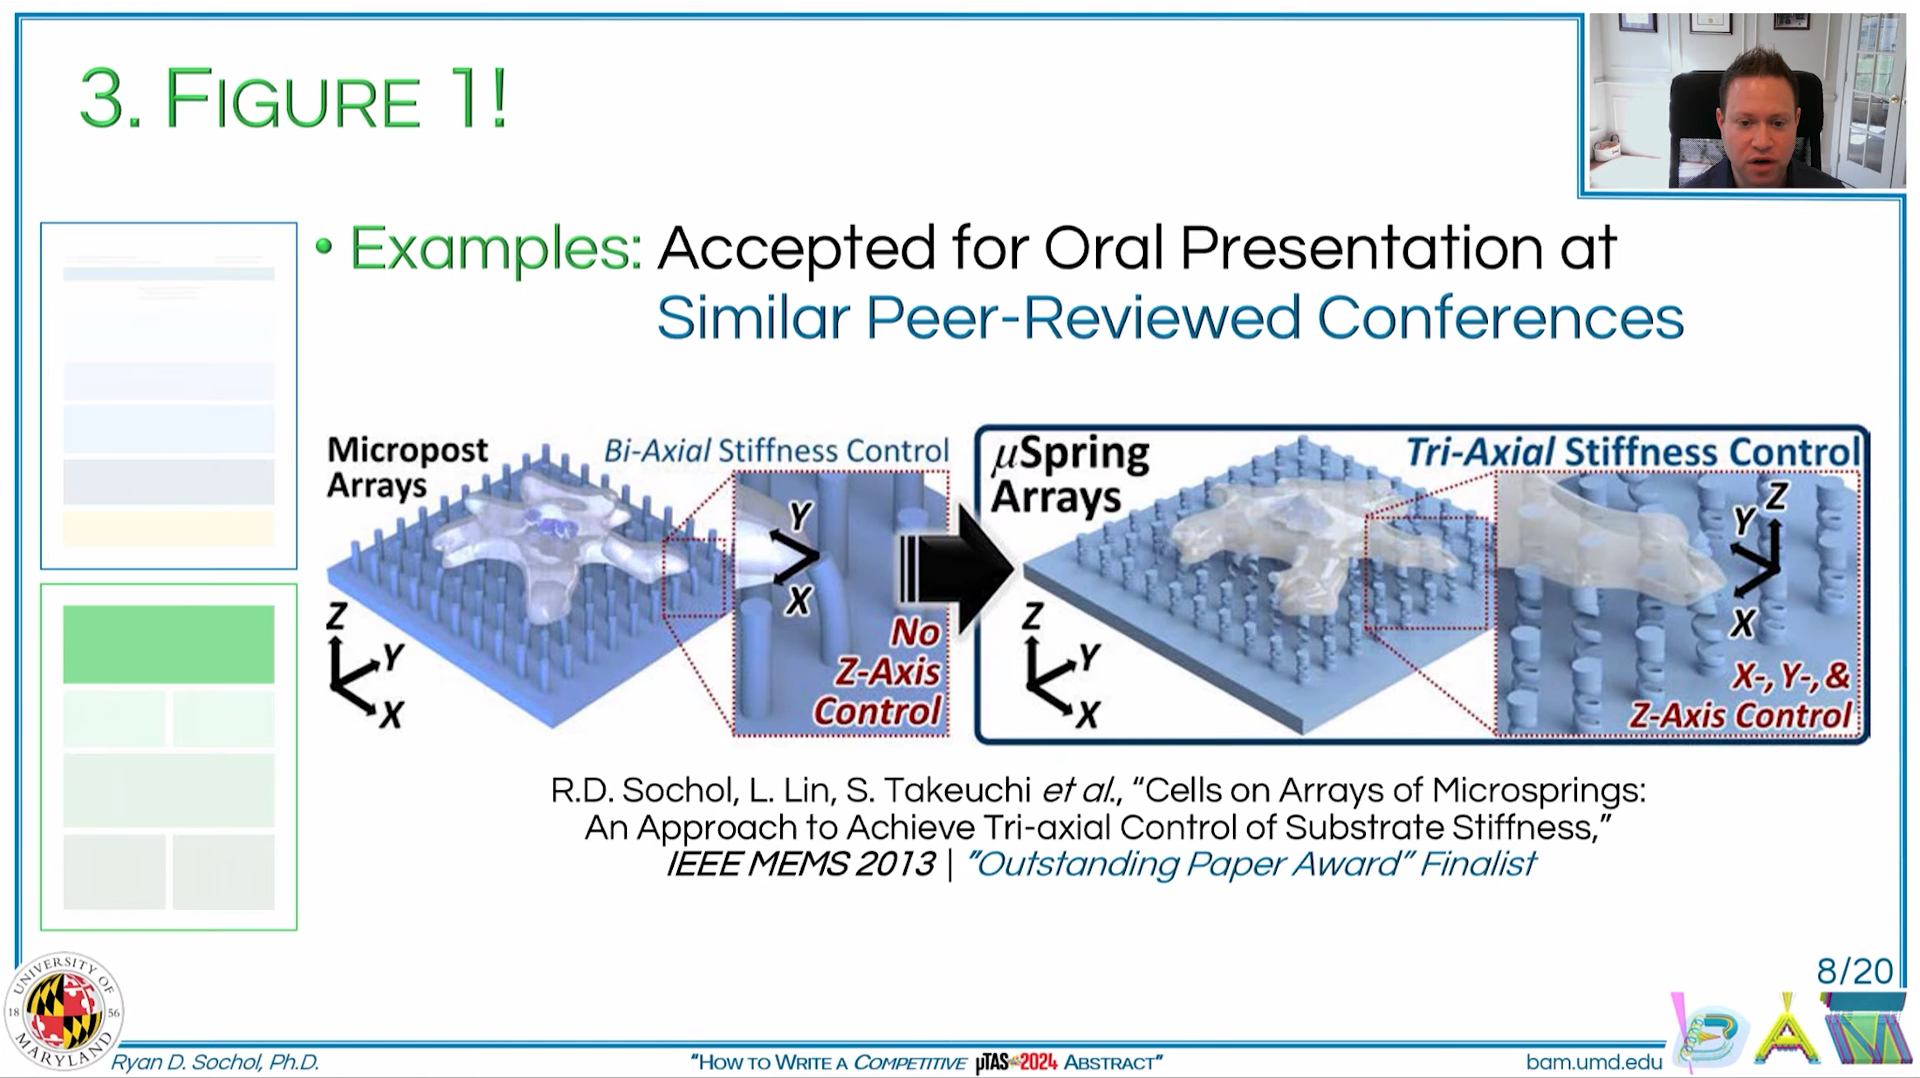 3. FIGURE 1!
• Examples: Accepted for Oral Presentation at
Similar Peer-Reviewed Conferences
Micropost
Arrays
Bi-Axial Stiffness Control
Y
X
No
Z-Axis
Control
Z
Y
X
μSpring
Arrays
Tri-Axial Stiffness Control
Z
Y
X
X-, Y-, &
Z-Axis Control
Z
Y
X
R.D. Sochol, L. Lin, S. Takeuchi et al., “Cells on Arrays of Microsprings:
An Approach to Achieve Tri-axial Control of Substrate Stiffness,”
IEEE MEMS 2013 | "Outstanding Paper Award" Finalist
8/20
UNIVERSITY OF
18 56
MARYLAND
Ryan D. Sochol, Ph.D.
“HOW TO WRITE A COMPETITIVE μTAS 2024 ABSTRACT”
bam.umd.edu
BAM